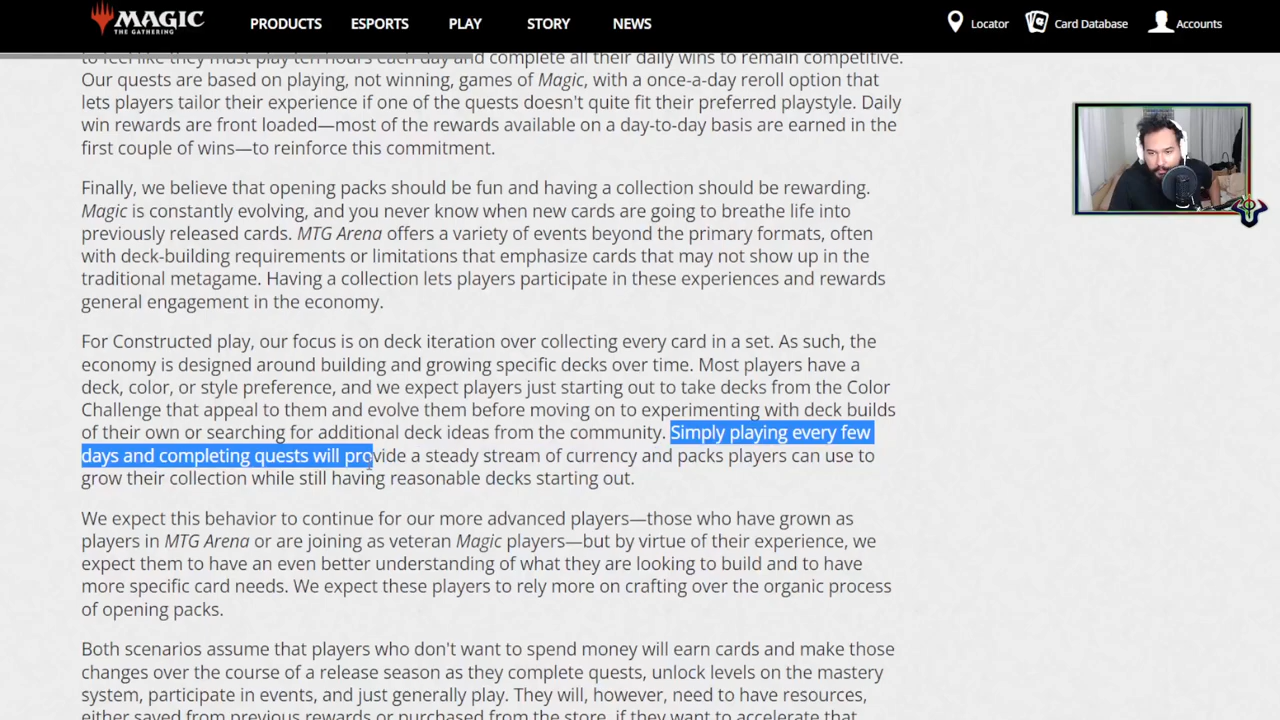 MAGIC
THE GATHERING
PRODUCTS ESPORTS PLAY STORY NEWS
Locator Card Database Accounts
to feel like they must play ten hours each day and complete all their daily wins to remain competitive.
Our quests are based on playing, not winning, games of Magic, with a once-a-day reroll option that
lets players tailor their experience if one of the quests doesn't quite fit their preferred playstyle. Daily
win rewards are front loaded—most of the rewards available on a day-to-day basis are earned in the
first couple of wins—to reinforce this commitment.
Finally, we believe that opening packs should be fun and having a collection should be rewarding.
Magic is constantly evolving, and you never know when new cards are going to breathe life into
previously released cards. MTG Arena offers a variety of events beyond the primary formats, often
with deck-building requirements or limitations that emphasize cards that may not show up in the
traditional metagame. Having a collection lets players participate in these experiences and rewards
general engagement in the economy.
For Constructed play, our focus is on deck iteration over collecting every card in a set. As such, the
economy is designed around building and growing specific decks over time. Most players have a
deck, color, or style preference, and we expect players just starting out to take decks from the Color
Challenge that appeal to them and evolve them before moving on to experimenting with deck builds
of their own or searching for additional deck ideas from the community. Simply playing every few
days and completing quests will provide a steady stream of currency and packs players can use to
grow their collection while still having reasonable decks starting out.
We expect this behavior to continue for our more advanced players—those who have grown as
players in MTG Arena or are joining as veteran Magic players—but by virtue of their experience, we
expect them to have an even better understanding of what they are looking to build and to have
more specific card needs. We expect these players to rely more on crafting over the organic process
of opening packs.
Both scenarios assume that players who don't want to spend money will earn cards and make those
changes over the course of a release season as they complete quests, unlock levels on the mastery
system, participate in events, and just generally play. They will, however, need to have resources,
either saved from previous rewards or purchased from the store, if they want to accelerate that